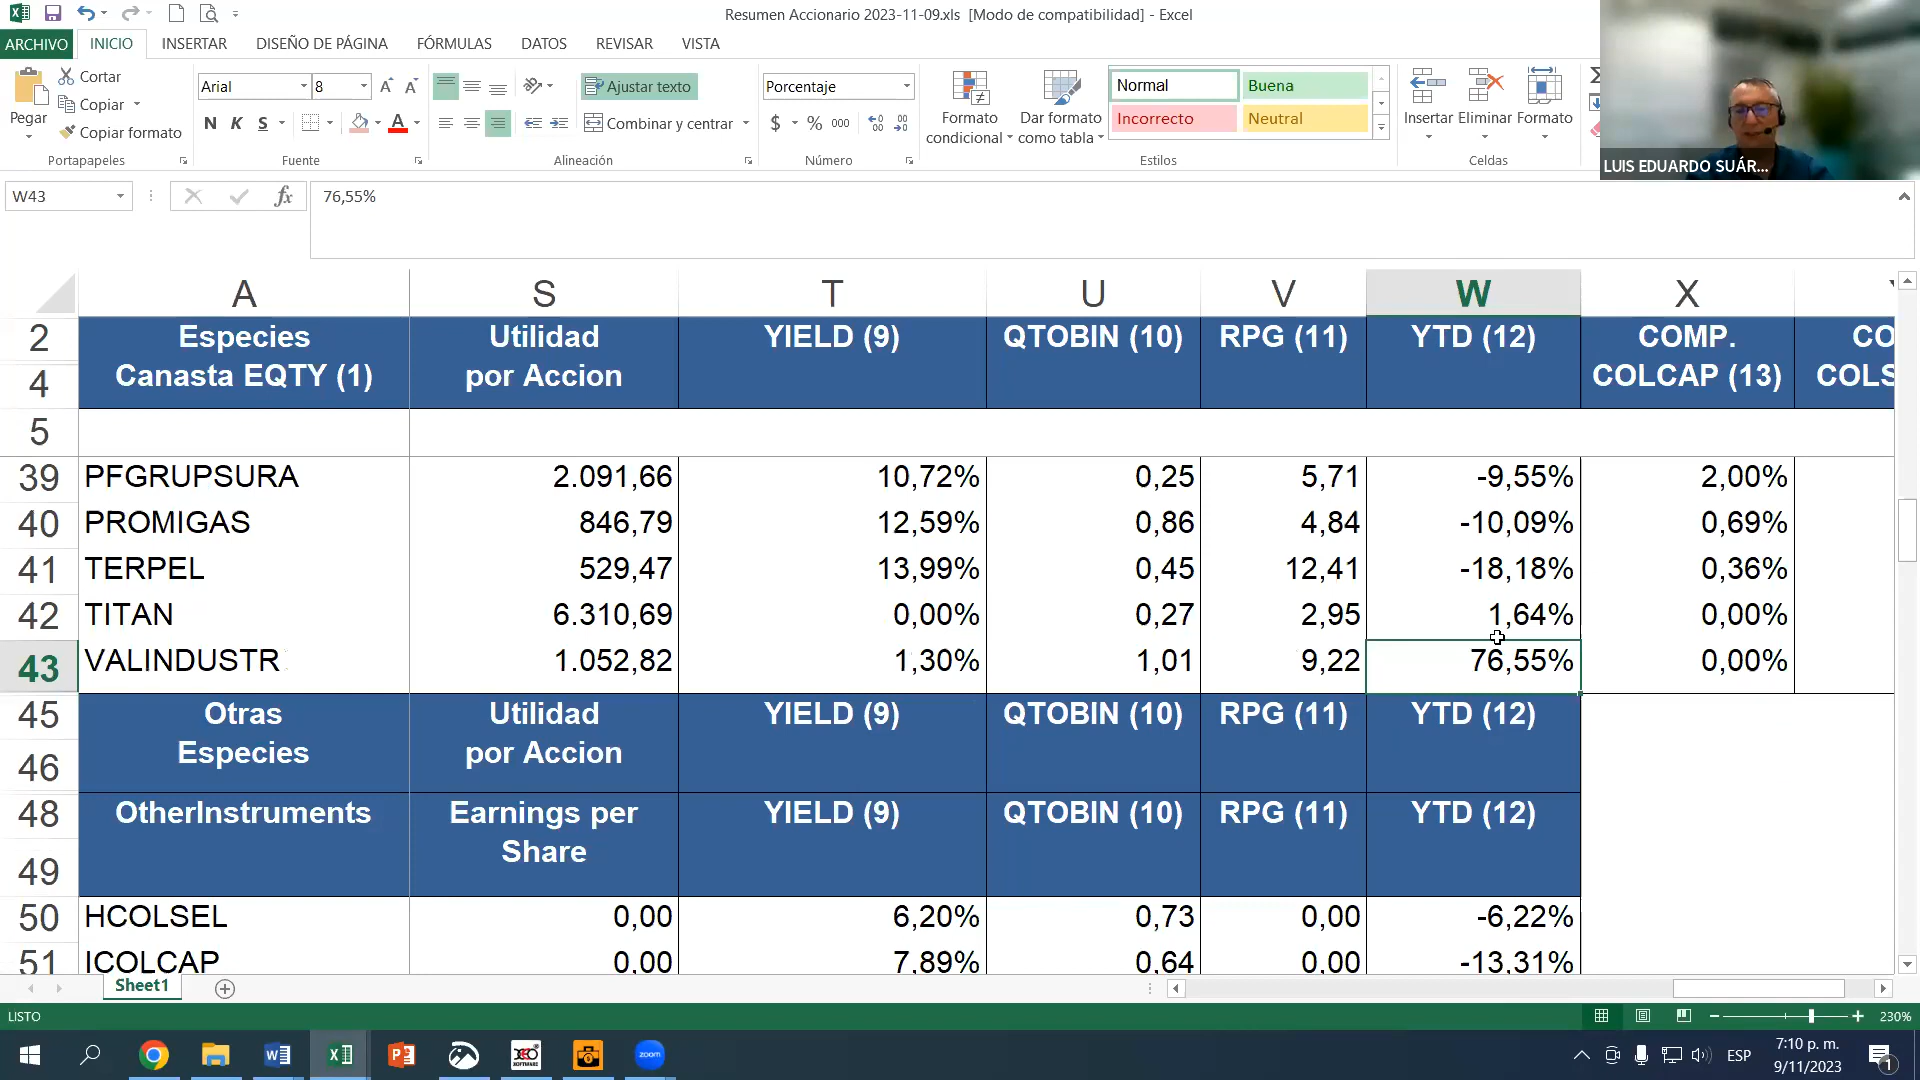 Resumen Accionario 2023-11-09.xls [Modo de compatibilidad] - Excel
ARCHIVO INICIO INSERTAR DISEÑO DE PÁGINA FÓRMULAS DATOS REVISAR VISTA
Pegar
Cortar
Copiar
Copiar formato
Portapapeles
Arial 8
N K S
Fuente
Ajustar texto
Combinar y centrar
Alineación
Porcentaje
$ % 000
Número
Formato condicional
Dar formato como tabla
Normal Buena
Incorrecto Neutral
Estilos
Insertar Eliminar Formato
Celdas
LUIS EDUARDO SUÁR...
W43 fx 76,55%
A S T U V W X
2 Especies Utilidad YIELD (9) QTOBIN (10) RPG (11) YTD (12) COMP. CO
4 Canasta EQTY (1) por Accion COLCAP (13) COLS
5
39 PFGRUPSURA 2.091,66 10,72% 0,25 5,71 -9,55% 2,00%
40 PROMIGAS 846,79 12,59% 0,86 4,84 -10,09% 0,69%
41 TERPEL 529,47 13,99% 0,45 12,41 -18,18% 0,36%
42 TITAN 6.310,69 0,00% 0,27 2,95 1,64% 0,00%
43 VALINDUSTR 1.052,82 1,30% 1,01 9,22 76,55% 0,00%
45 Otras Utilidad YIELD (9) QTOBIN (10) RPG (11) YTD (12)
46 Especies por Accion
48 OtherInstruments Earnings per YIELD (9) QTOBIN (10) RPG (11) YTD (12)
49 Share
50 HCOLSEL 0,00 6,20% 0,73 0,00 -6,22%
51 ICOLCAP 0,00 7,89% 0,64 0,00 -13,31%
Sheet1
LISTO 230%
zoom
ESP
7:10 p. m.
9/11/2023
1